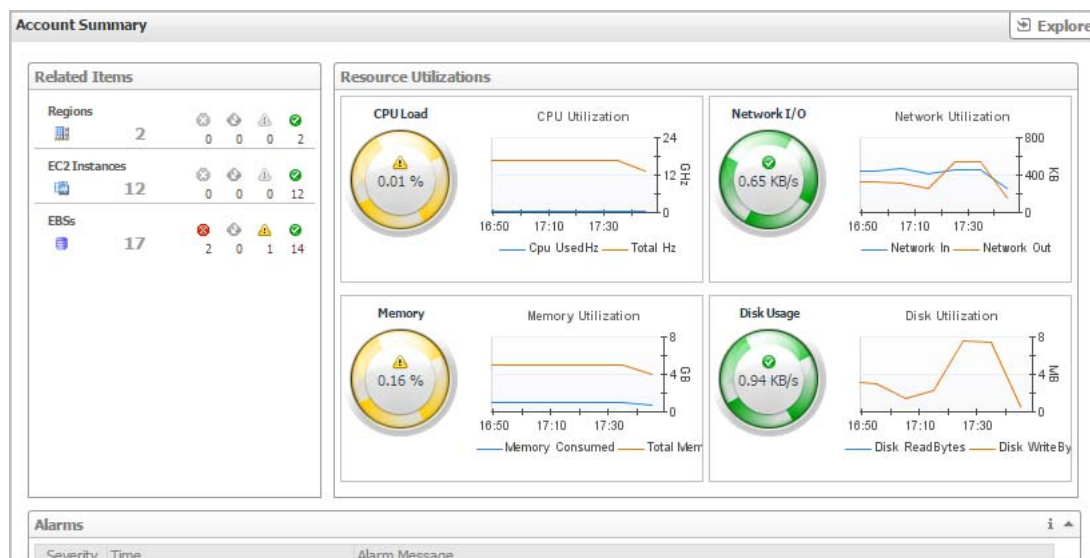 Account Summary
Explore
Related Items
Regions
2
0 0 0 2
EC2 Instances
12
0 0 0 12
EBSs
17
2 0 1 14
Resource Utilizations
CPU Load
0.01 %
CPU Utilization
24
12
0
GHz
16:50 17:10 17:30
Cpu UsedHz Total Hz
Network I/O
0.65 KB/s
Network Utilization
800
400
0
KB
16:50 17:10 17:30
Network In Network Out
Memory
0.16 %
Memory Utilization
8
4
0
GB
16:50 17:10 17:30
Memory Consumed Total Mem
Disk Usage
0.94 KB/s
Disk Utilization
8
4
0
MB
16:50 17:10 17:30
Disk ReadBytes Disk WriteBy
Alarms
i
Severity Time Alarm Message